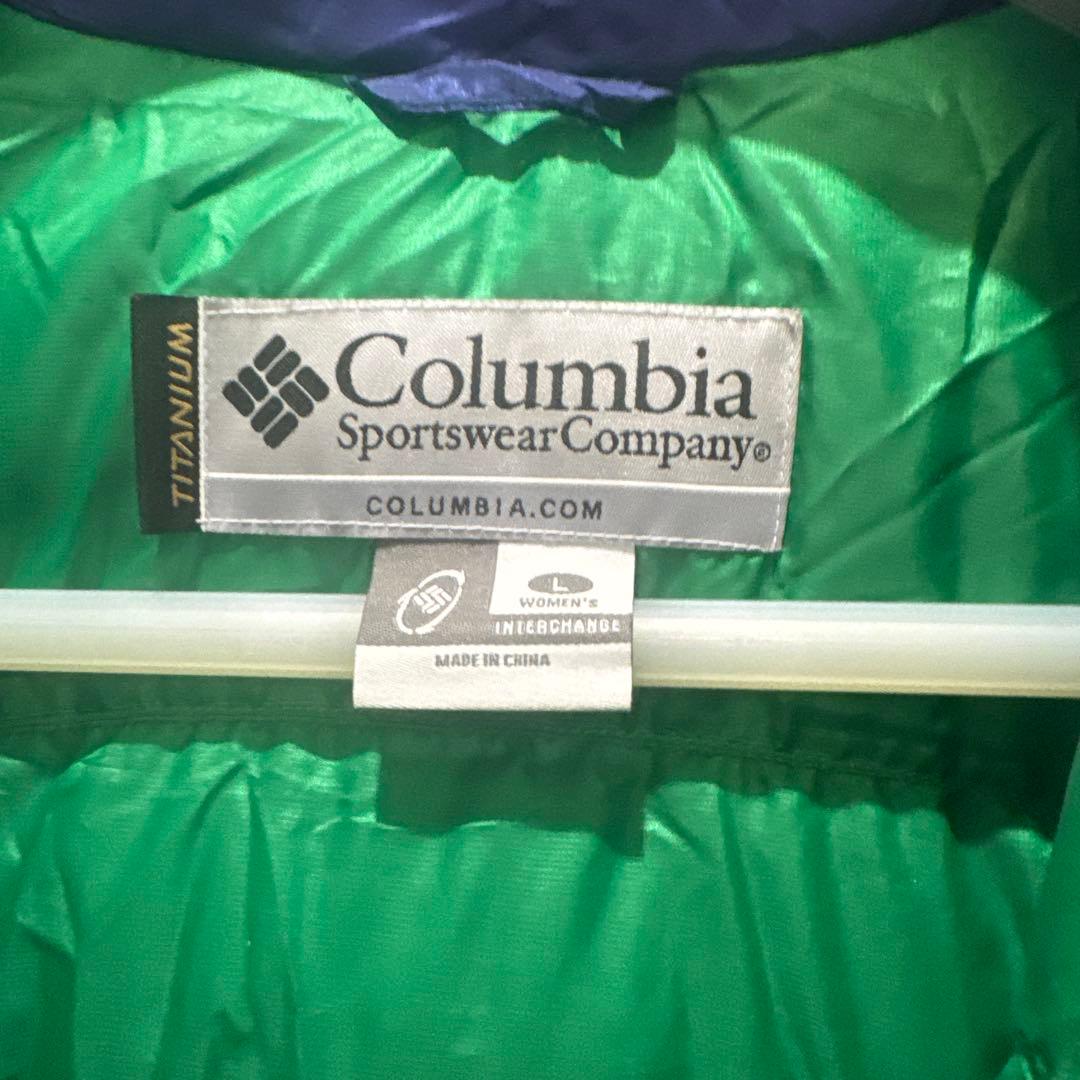 TITANIUM
Columbia
Sportswear Company®
COLUMBIA.COM
L
WOMEN'S
INTERCHANGE
MADE IN CHINA